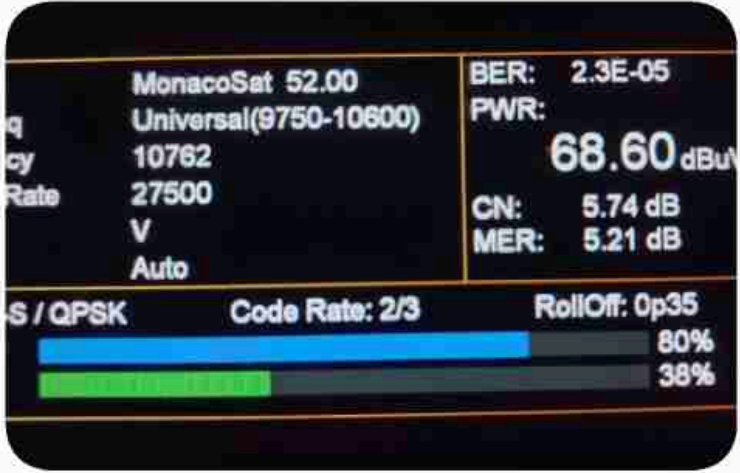 MonacoSat 52.00
q Universal(9750-10600)
cy 10762
Rate 27500
V
Auto
BER: 2.3E-05
PWR:
68.60 dBuV
CN: 5.74 dB
MER: 5.21 dB
-S / QPSK Code Rate: 2/3 RollOff: 0p35
80%
38%